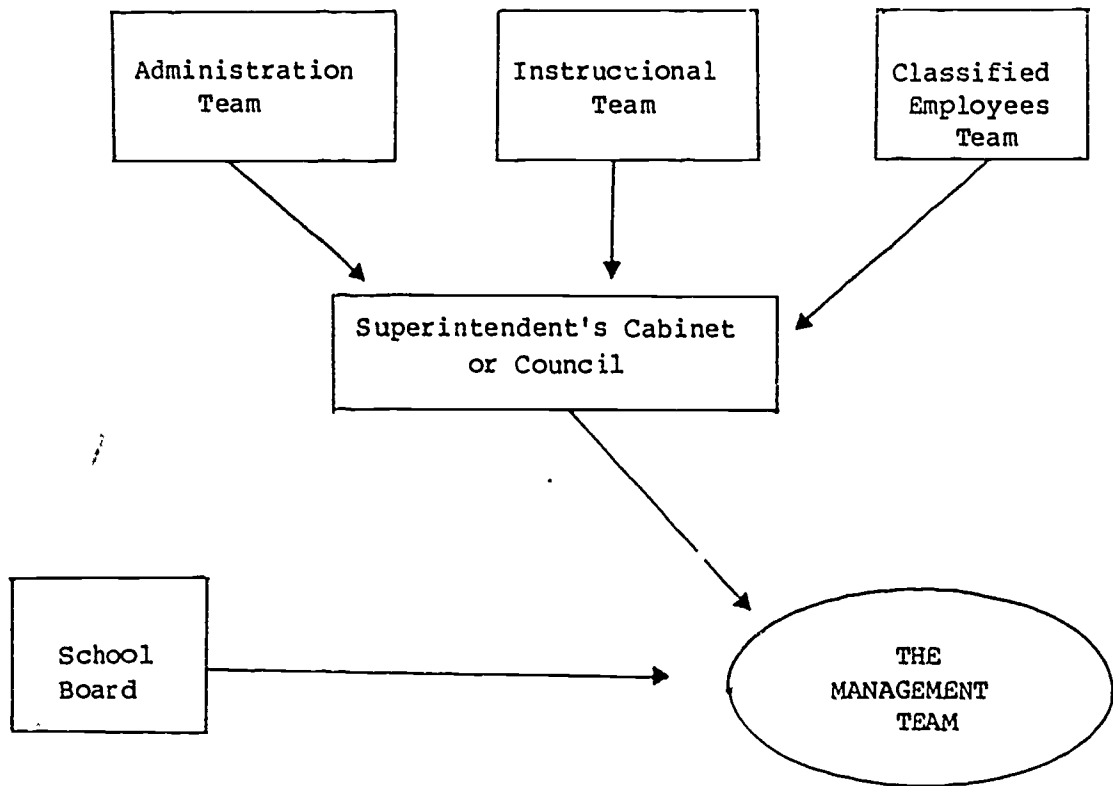 Administration
Team
Instructional
Team
Classified
Employees
Team
Superintendent's Cabinet
or Council
School
Board
THE
MANAGEMENT
TEAM